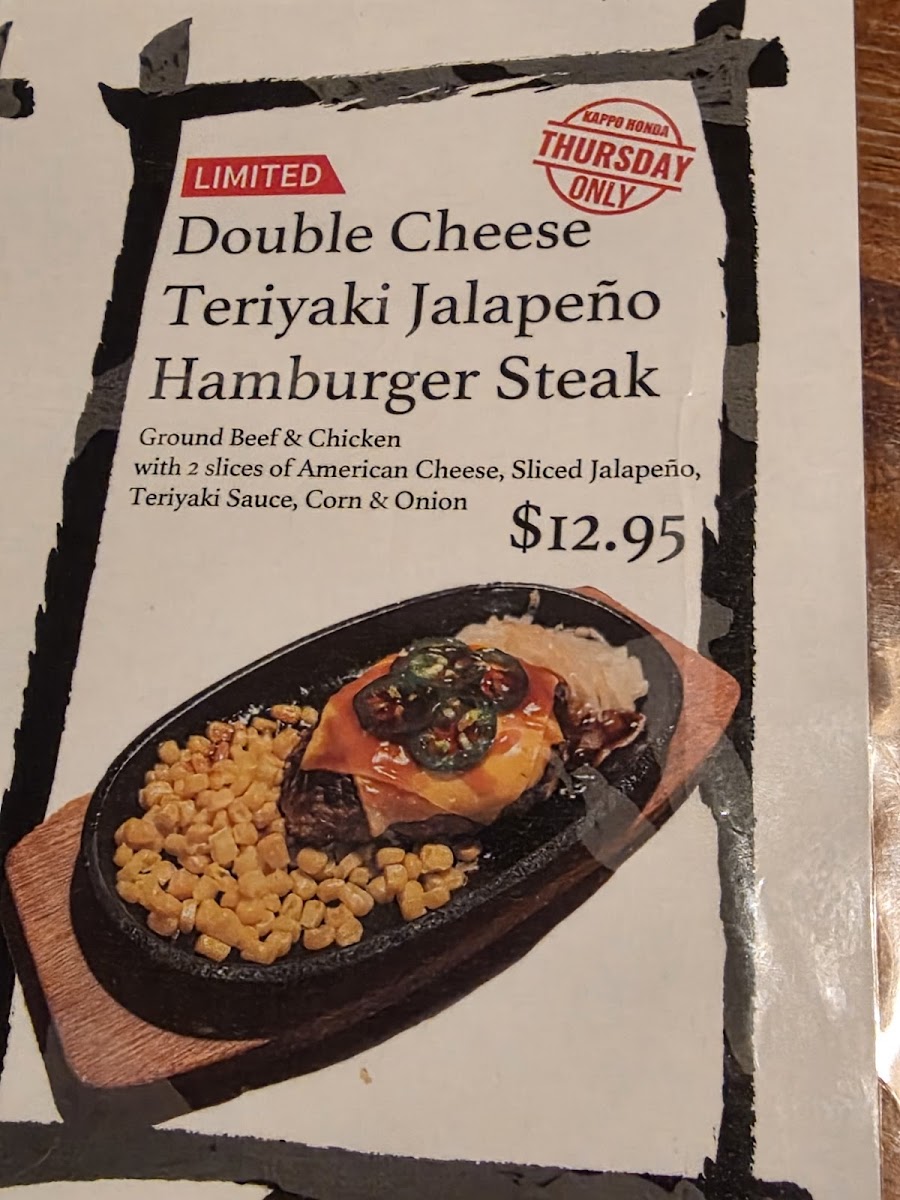 KAPPO HONDA
THURSDAY
ONLY
LIMITED
Double Cheese
Teriyaki Jalapeño
Hamburger Steak
Ground Beef & Chicken
with 2 slices of American Cheese, Sliced Jalapeño,
Teriyaki Sauce, Corn & Onion
$12.95